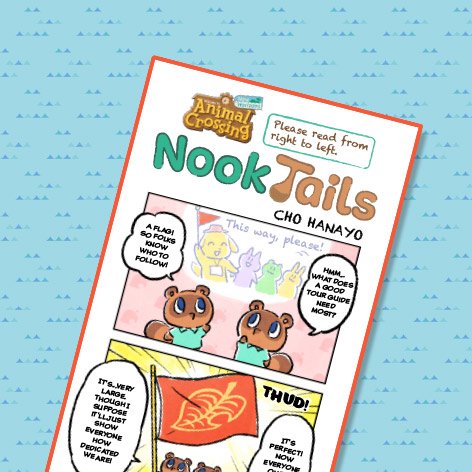 Animal
Crossing
Please read from
right to left.
Nook Tails
CHO HANAYO
This way, please!
HMM...
WHAT DOES
A GOOD
TOUR GUIDE
NEED
MOST?
A FLAG!
SO FOLKS
KNOW
WHO TO
FOLLOW!
THUD!
IT'S
PERFECT!
NOW
EVERYONE
IT'S...VERY
LARGE.
THOUGH I
SUPPOSE
IT'LL JUST
SHOW
EVERYONE
HOW
DEDICATED
WE ARE!